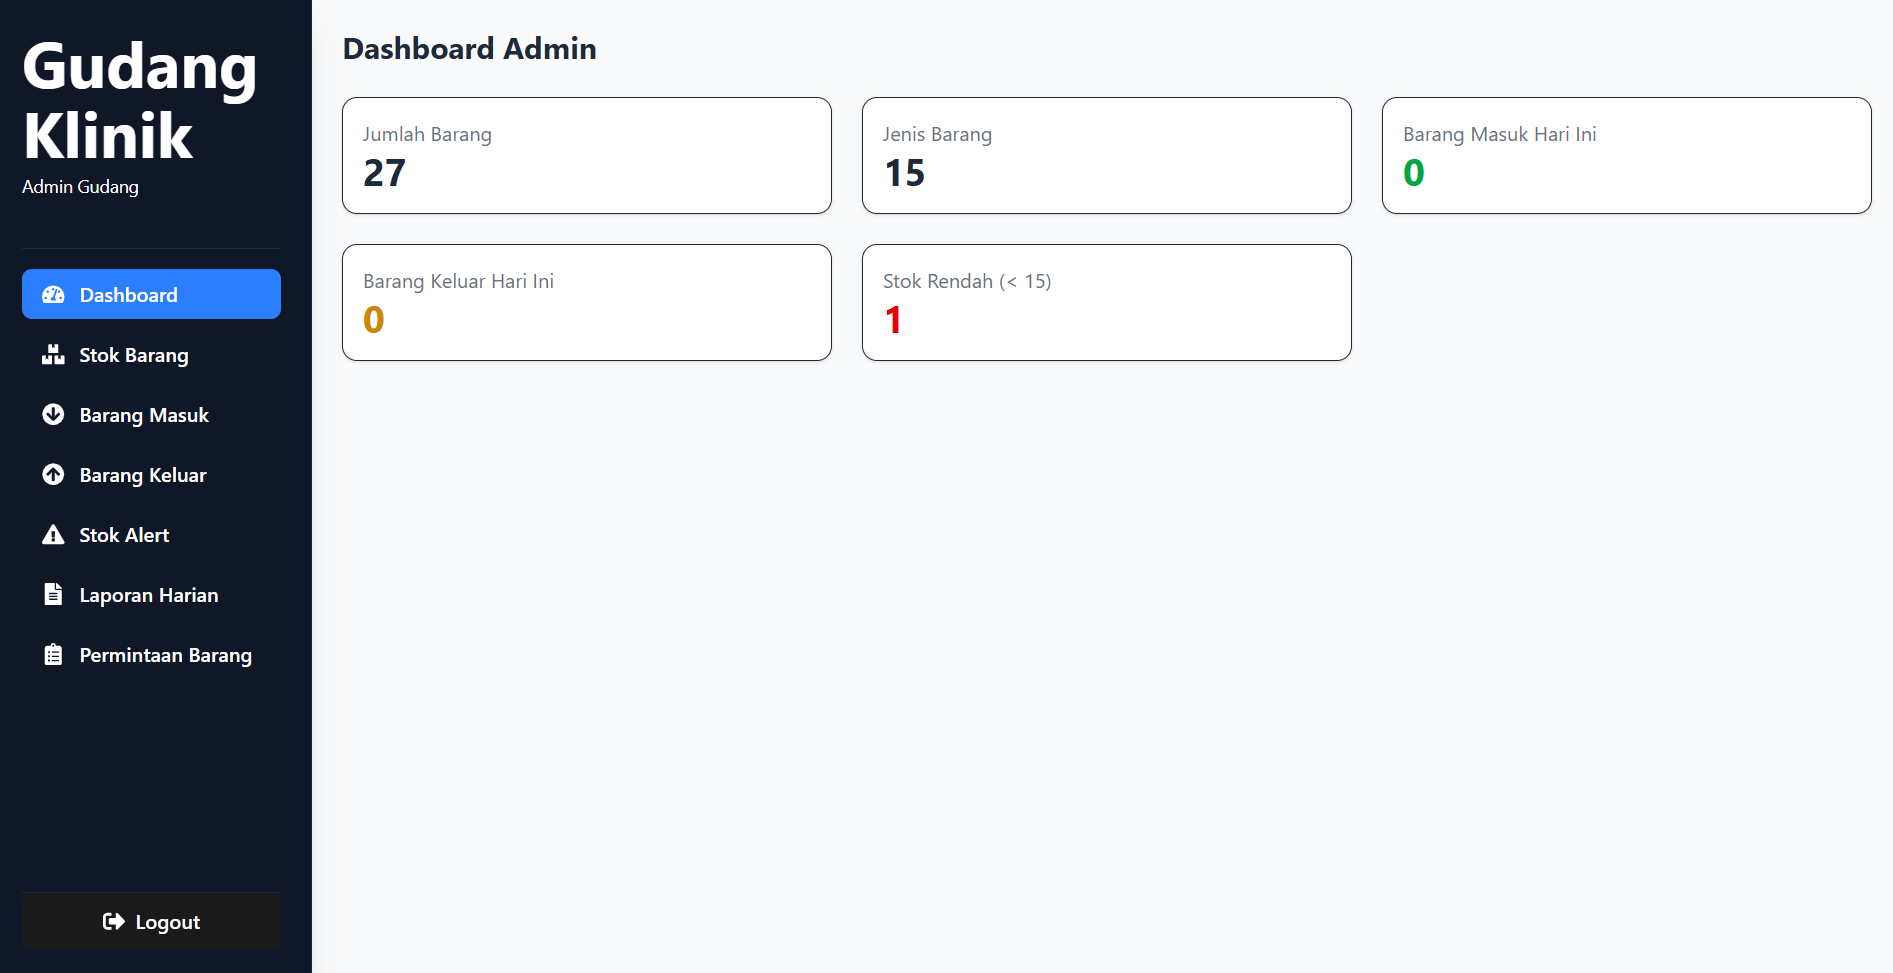 Gudang
Klinik
Admin Gudang
Dashboard
Stok Barang
Barang Masuk
Barang Keluar
Stok Alert
Laporan Harian
Permintaan Barang
Logout
Dashboard Admin
Jumlah Barang
27
Jenis Barang
15
Barang Masuk Hari Ini
0
Barang Keluar Hari Ini
0
Stok Rendah (< 15)
1